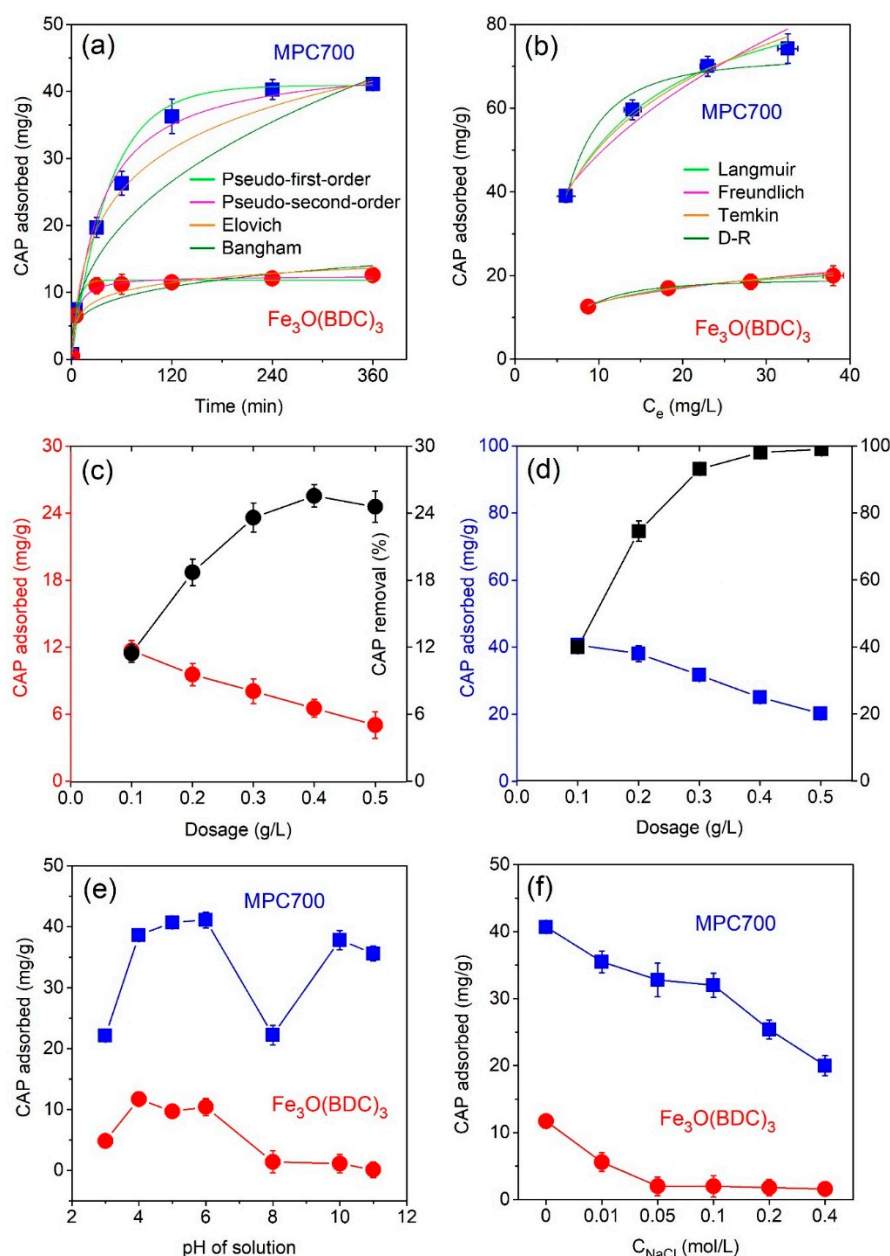 (a)
MPC700
CAP adsorbed (mg/g)
50
40
30
20
10
0
Pseudo-first-order
Pseudo-second-order
Elovich
Bangham
Fe₃O(BDC)₃
0 120 240 360
Time (min)
(b)
CAP adsorbed (mg/g)
80
60
40
20
0
MPC700
Langmuir
Freundlich
Temkin
D-R
Fe₃O(BDC)₃
0 10 20 30 40
Cₑ (mg/L)
(c)
CAP adsorbed (mg/g)
30
24
18
12
6
0
30
24
12
6
0
CAP removal (%)
0.0 0.1 0.2 0.3 0.4 0.5
Dosage (g/L)
(d)
CAP adsorbed (mg/g)
100
80
60
40
20
0
100
80
60
40
20
0
0.0 0.1 0.2 0.3 0.4 0.5
Dosage (g/L)
(e)
MPC700
CAP adsorbed (mg/g)
50
40
30
20
10
0
Fe₃O(BDC)₃
2 4 6 8 10 12
pH of solution
(f)
MPC700
CAP adsorbed (mg/g)
50
40
30
20
10
0
Fe₃O(BDC)₃
0 0.01 0.05 0.1 0.2 0.4
C_NaCl (mol/L)